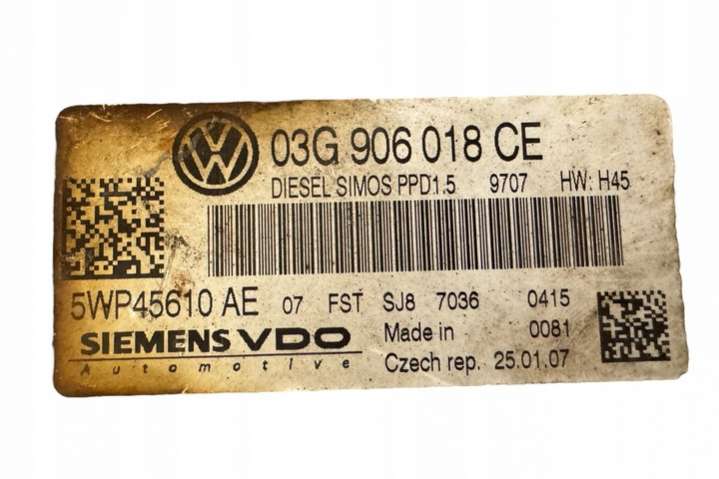 03G 906 018 CE
DIESEL SIMOS PPD1.5 9707 HW: H45
5WP45610 AE 07 FST SJ8 7036 0415
SIEMENS VDO Made in 0081
Automotive Czech rep. 25.01.07